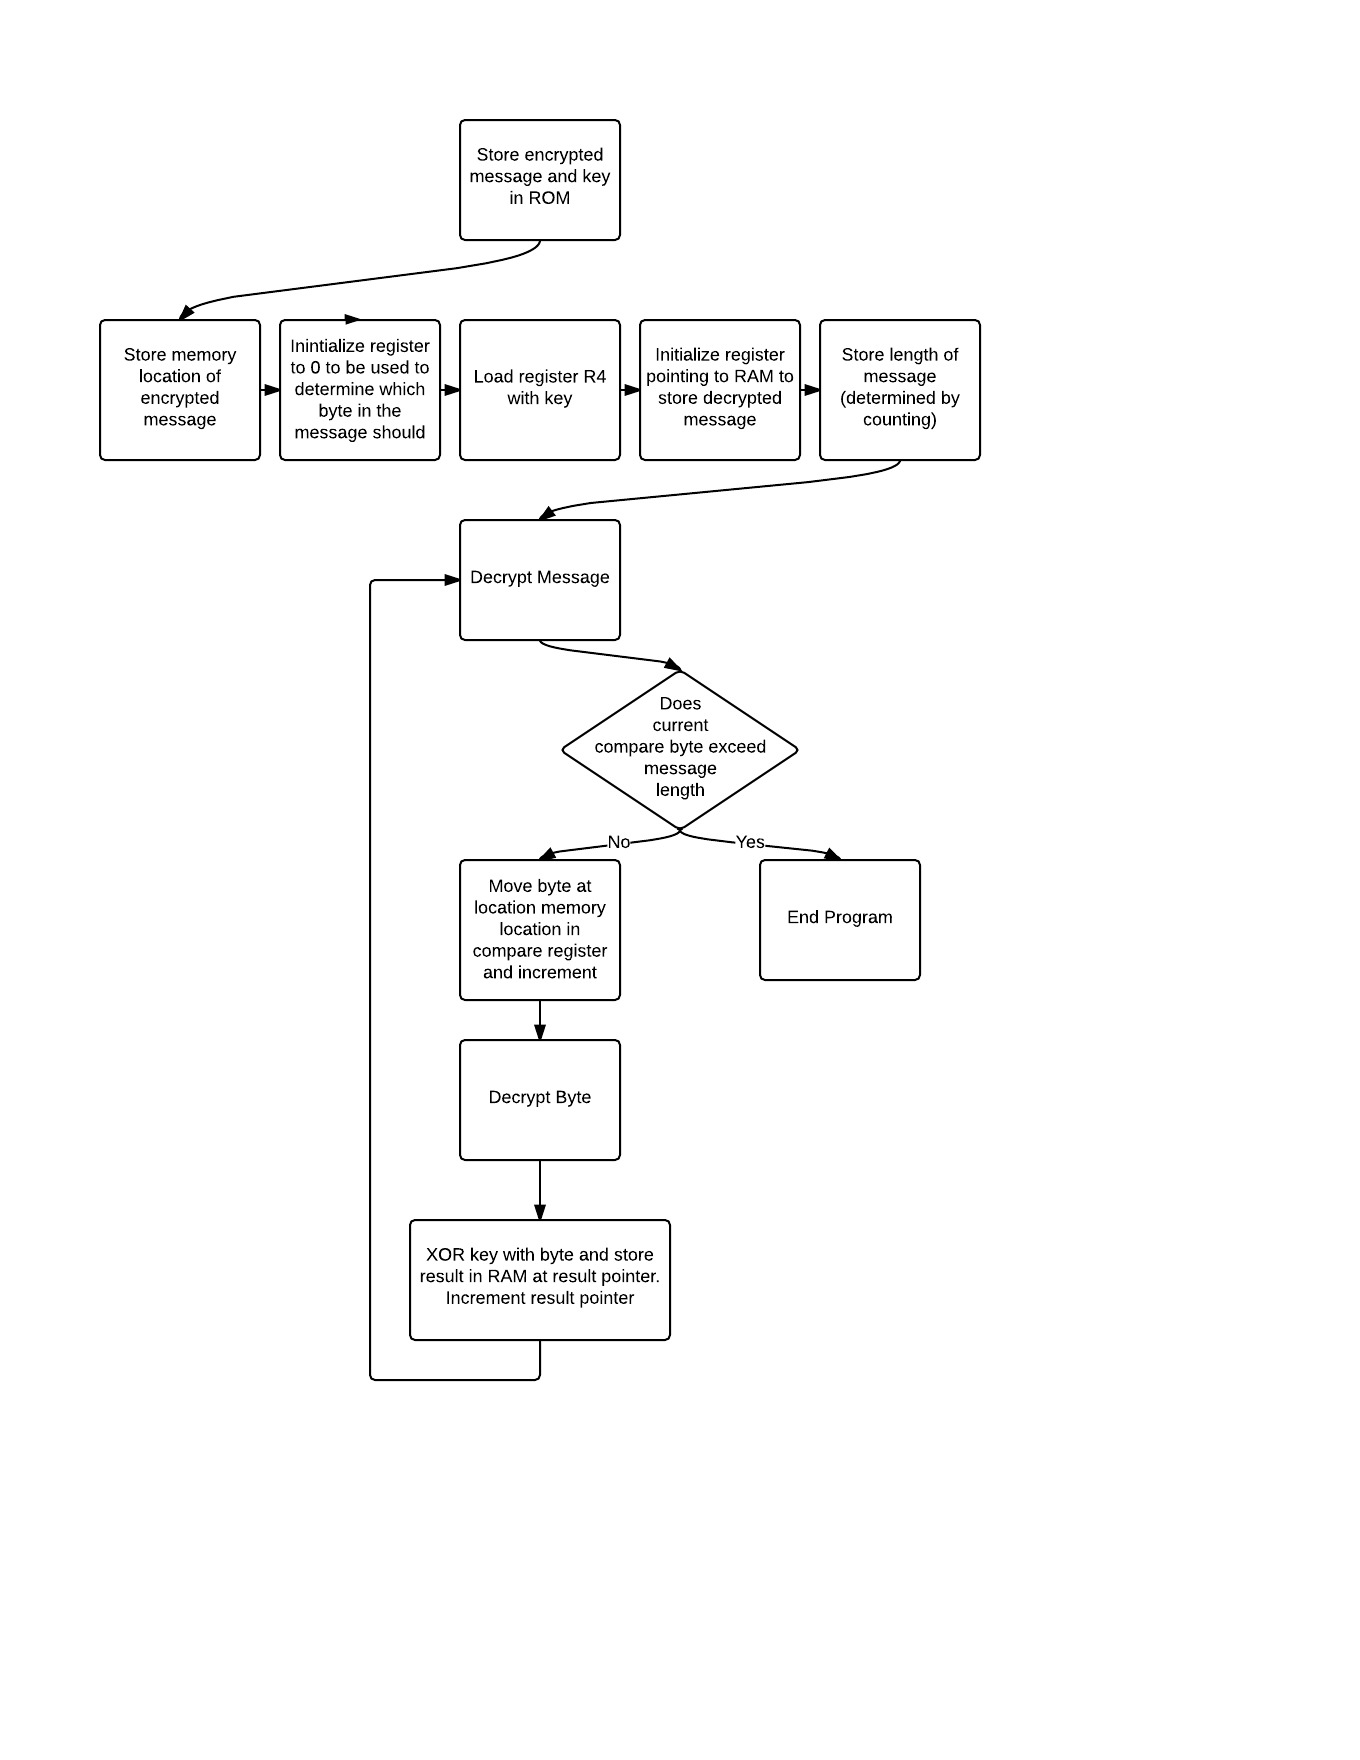 Store encrypted
message and key
in ROM
Store memory
location of
encrypted
message
Inintialize register
to 0 to be used to
determine which
byte in the
message should
Load register R4
with key
Initialize register
pointing to RAM to
store decrypted
message
Store length of
message
(determined by
counting)
Decrypt Message
Does
current
compare byte exceed
message
length
No
Yes
Move byte at
location memory
location in
compare register
and increment
End Program
Decrypt Byte
XOR key with byte and store
result in RAM at result pointer.
Increment result pointer